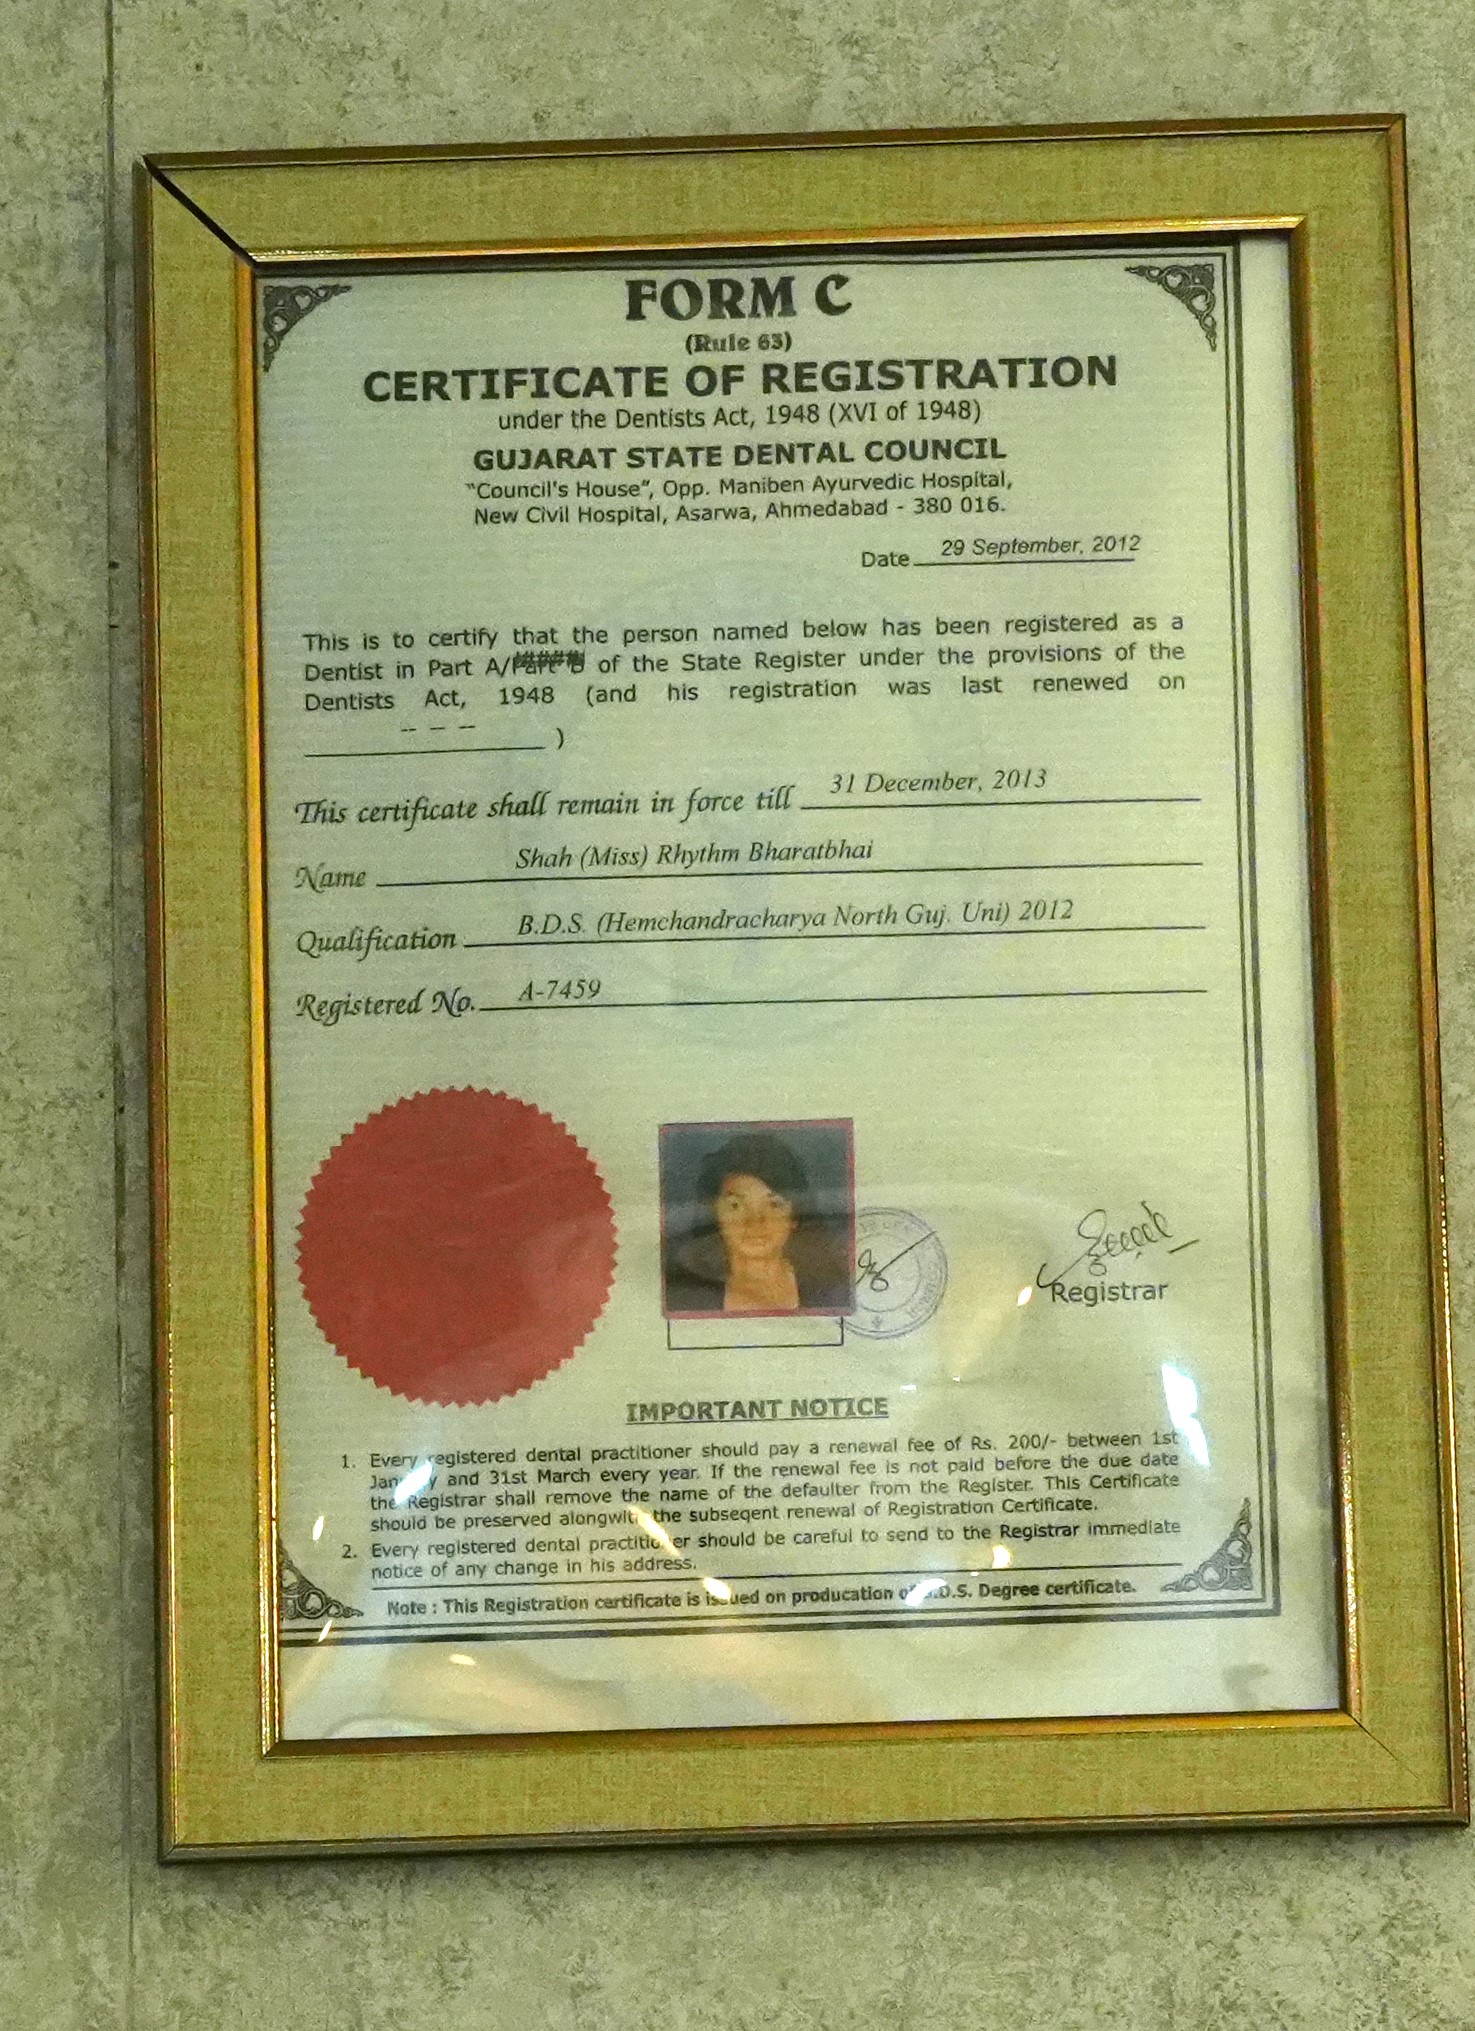 FORM C
(Rule 63)
CERTIFICATE OF REGISTRATION
under the Dentists Act, 1948 (XVI of 1948)
GUJARAT STATE DENTAL COUNCIL
"Council's House", Opp. Maniben Ayurvedic Hospital,
New Civil Hospital, Asarwa, Ahmedabad - 380 016.
Date 29 September, 2012
This is to certify that the person named below has been registered as a
Dentist in Part A/ of the State Register under the provisions of the
Dentists Act, 1948 (and his registration was last renewed on
-- -- -- )
This certificate shall remain in force till 31 December, 2013
Name Shah (Miss) Rhythm Bharatbhai
Qualification B.D.S. (Hemchandracharya North Guj. Uni) 2012
Registered No. A-7459
Registrar
IMPORTANT NOTICE
1. Every registered dental practitioner should pay a renewal fee of Rs. 200/- between 1st
January and 31st March every year. If the renewal fee is not paid before the due date
the Registrar shall remove the name of the defaulter from the Register. This Certificate
should be preserved alongwith the subseqent renewal of Registration Certificate.
2. Every registered dental practitioner should be careful to send to the Registrar immediate
notice of any change in his address.
Note : This Registration certificate is issued on producation of B.D.S. Degree certificate.